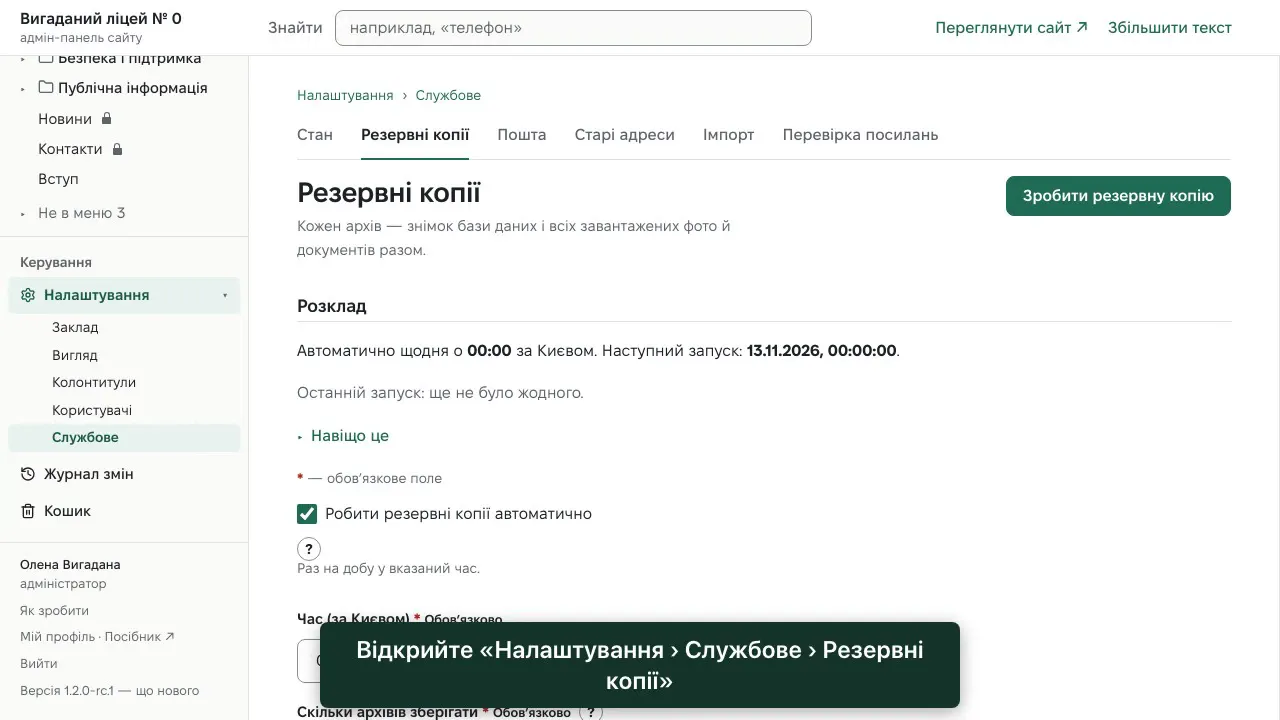 Вигаданий ліцей № 0
адмін-панель сайту
Знайти
наприклад, «телефон»
Переглянути сайт ↗
Збільшити текст
Безпека і підтримка
Публічна інформація
Новини
Контакти
Вступ
Не в меню 3
Керування
Налаштування
Заклад
Вигляд
Колонтитули
Користувачі
Службове
Журнал змін
Кошик
Олена Вигадана
адміністратор
Як зробити
Мій профіль · Посібник ↗
Вийти
Версія 1.2.0-rc.1 — що нового
Налаштування › Службове
Стан
Резервні копії
Пошта
Старі адреси
Імпорт
Перевірка посилань
Резервні копії
Зробити резервну копію
Кожен архів — знімок бази даних і всіх завантажених фото й
документів разом.
Розклад
Автоматично щодня о 00:00 за Києвом. Наступний запуск: 13.11.2026, 00:00:00.
Останній запуск: ще не було жодного.
Навіщо це
* — обов'язкове поле
Робити резервні копії автоматично
?
Раз на добу у вказаний час.
Час (за Києвом) * Обов'язково
Відкрийте «Налаштування › Службове › Резервні
копії»
Скільки архівів зберігати * Обов'язково ?